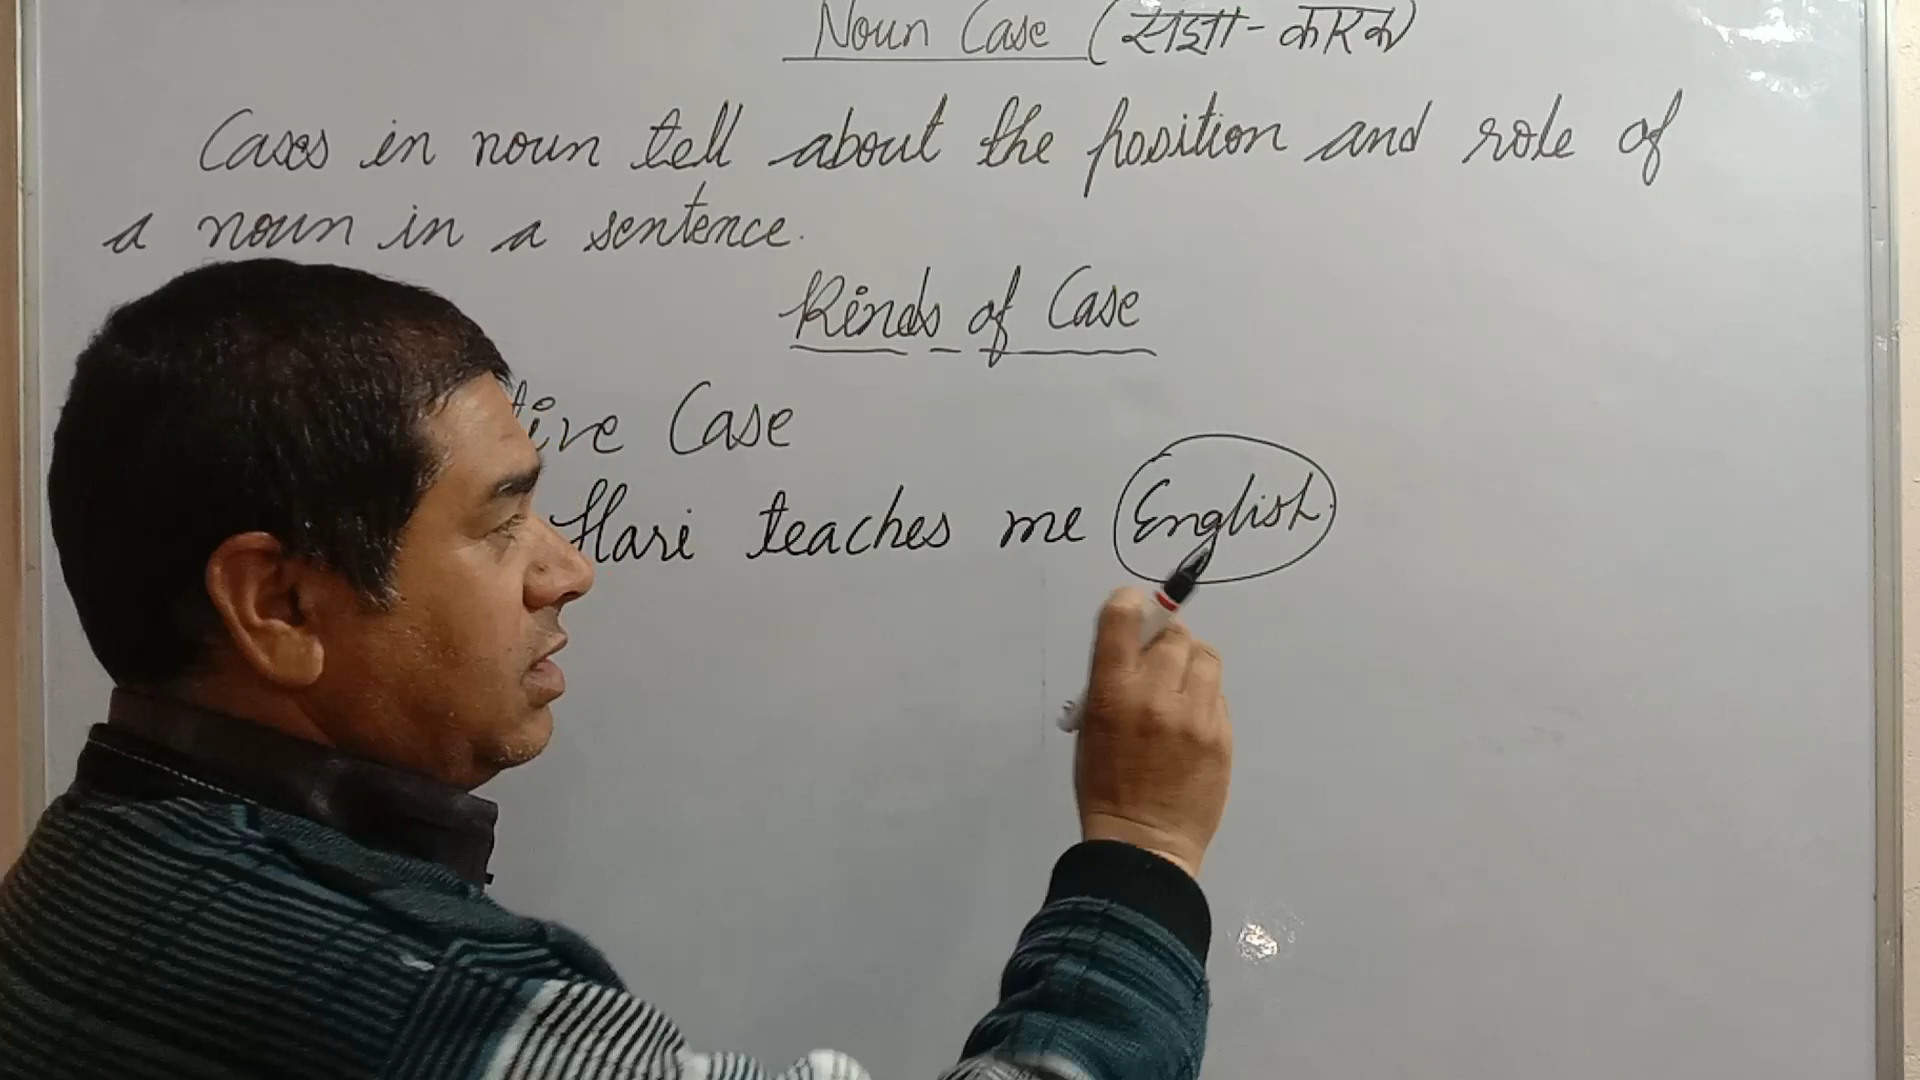 Noun Case (संज्ञा-कारक)
Cases in noun tell about the position and role of
a noun in a sentence.
Kinds of Case
tive Case
Hari teaches me English.